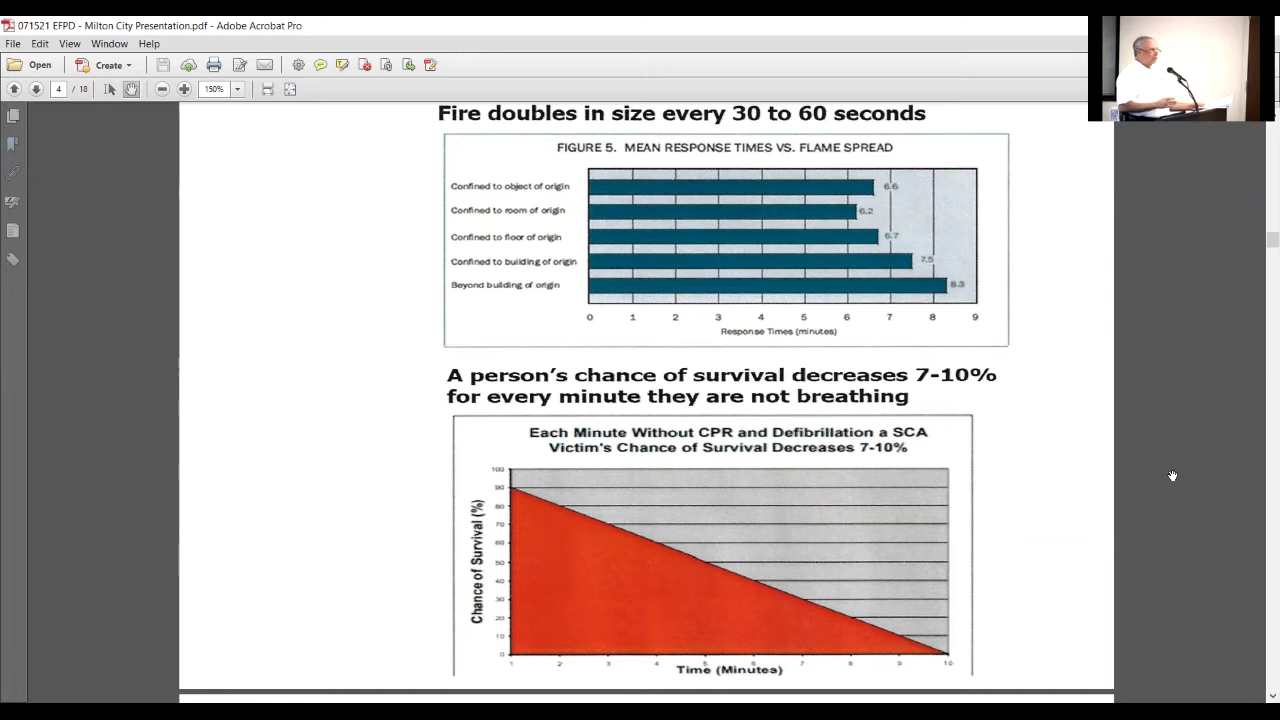 071521 EFPD - Milton City Presentation.pdf - Adobe Acrobat Pro
File Edit View Window Help
Open Create
4 / 18 150%
Fire doubles in size every 30 to 60 seconds
FIGURE 5. MEAN RESPONSE TIMES VS. FLAME SPREAD
Confined to object of origin 6.6
Confined to room of origin 6.2
Confined to floor of origin 6.7
Confined to building of origin 7.5
Beyond building of origin 8.3
0 1 2 3 4 5 6 7 8 9
Response Times (minutes)
A person's chance of survival decreases 7-10%
for every minute they are not breathing
Each Minute Without CPR and Defibrillation a SCA
Victim's Chance of Survival Decreases 7-10%
Chance of Survival (%)
100
90
80
70
60
50
40
30
20
10
0
1 2 3 4 5 6 7 8 9 10
Time (Minutes)